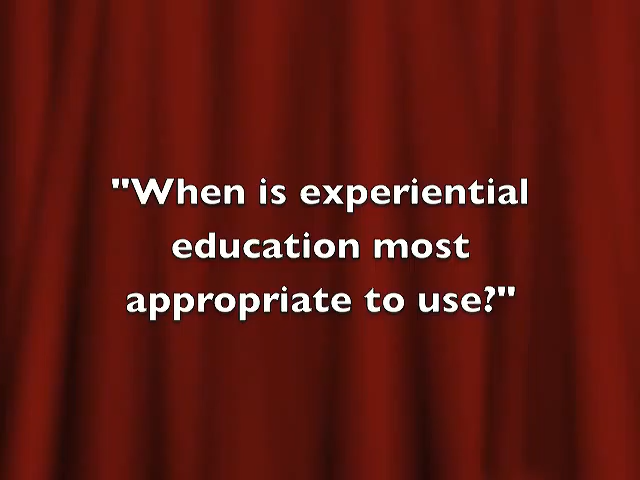 "When is experiential
education most
appropriate to use?"